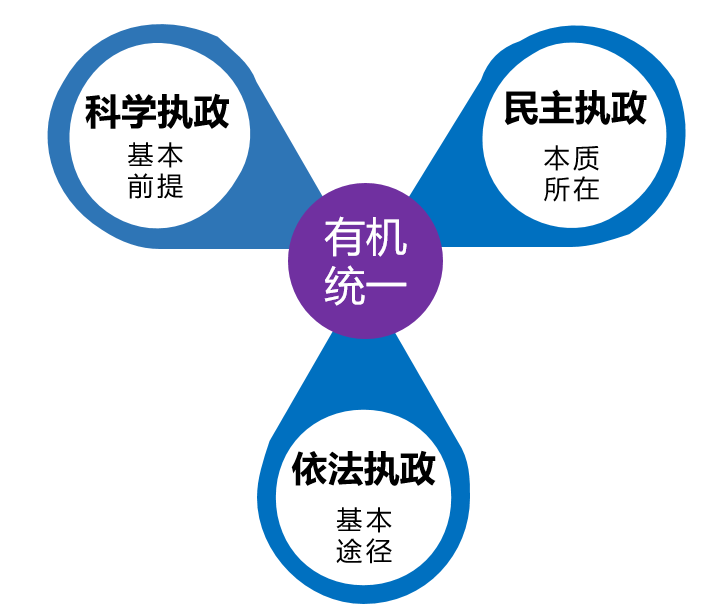 科学执政
基本
前提
民主执政
本质
所在
有机
统一
依法执政
基本
途径